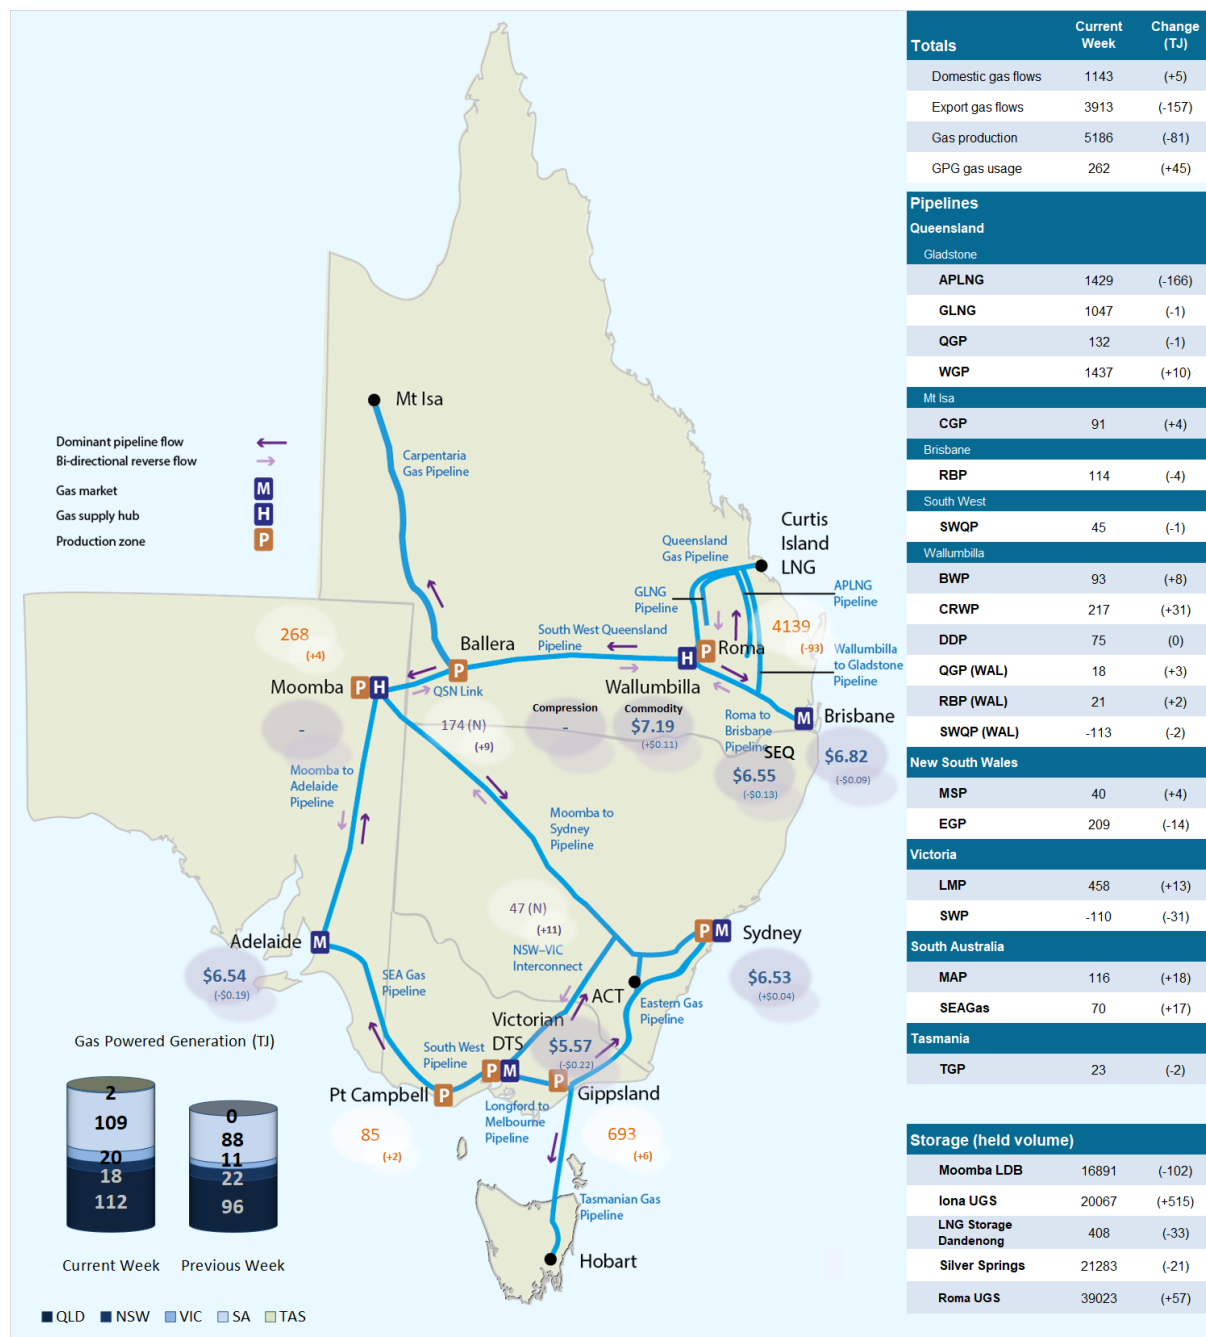 Totals
Current Week
Change (TJ)
Domestic gas flows 1143 (+5)
Export gas flows 3913 (-157)
Gas production 5186 (-81)
GPG gas usage 262 (+45)
Pipelines
Queensland
Gladstone
APLNG 1429 (-166)
GLNG 1047 (-1)
QGP 132 (-1)
WGP 1437 (+10)
Mt Isa
CGP 91 (+4)
Brisbane
RBP 114 (-4)
South West
SWQP 45 (-1)
Wallumbilla
BWP 93 (+8)
CRWP 217 (+31)
DDP 75 (0)
QGP (WAL) 18 (+3)
RBP (WAL) 21 (+2)
SWQP (WAL) -113 (-2)
New South Wales
MSP 40 (+4)
EGP 209 (-14)
Victoria
LMP 458 (+13)
SWP -110 (-31)
South Australia
MAP 116 (+18)
SEAGas 70 (+17)
Tasmania
TGP 23 (-2)
Storage (held volume)
Moomba LDB 16891 (-102)
Iona UGS 20067 (+515)
LNG Storage
Dandenong 408 (-33)
Silver Springs 21283 (-21)
Roma UGS 39023 (+57)
Mt Isa
Dominant pipeline flow
Bi-directional reverse flow
Gas market M
Gas supply hub H
Production zone P
Carpentaria
Gas Pipeline
Curtis
Island
LNG
Queensland
Gas Pipeline
GLNG
Pipeline
APLNG
Pipeline
268
(+4)
4139
(-93)
Ballera
P
South West Queensland
Pipeline
H P Roma
Wallumbilla
Wallumbilla
to Gladstone
Pipeline
Moomba P H
QSN Link
-
174 (N)
(+9)
Compression
-
Commodity
$7.19
(+$0.11)
Roma to
Brisbane
Pipeline
M Brisbane
SEQ
$6.55
(-$0.13)
$6.82
(-$0.09)
Moomba to
Adelaide
Pipeline
Moomba to
Sydney
Pipeline
47 (N)
(+11)
NSW–VIC
Interconnect
Adelaide M
$6.54
(-$0.19)
P M Sydney
$6.53
(+$0.04)
SEA Gas
Pipeline
ACT
Eastern Gas
Pipeline
Victorian
DTS
P M
$5.57
(-$0.22)
South West
Pipeline
Pt Campbell P
85
(+2)
P
Gippsland
693
(+6)
Longford to
Melbourne
Pipeline
Tasmanian Gas
Pipeline
Hobart
Gas Powered Generation (TJ)
2
109
20
18
112
0
88
11
22
96
Current Week
Previous Week
QLD NSW VIC SA TAS